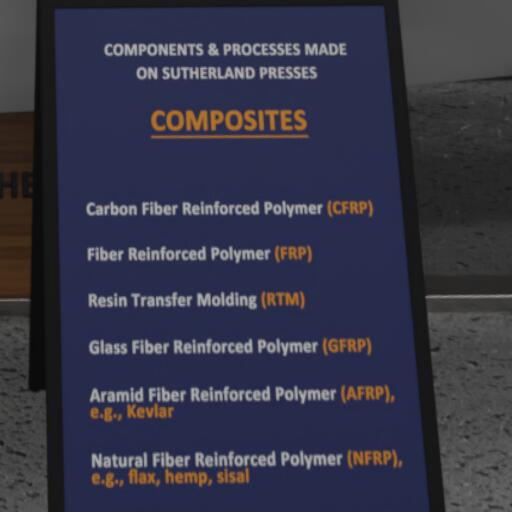 COMPONENTS & PROCESSES MADE
ON SUTHERLAND PRESSES
COMPOSITES
Carbon Fiber Reinforced Polymer (CFRP)
Fiber Reinforced Polymer (FRP)
Resin Transfer Molding (RTM)
Glass Fiber Reinforced Polymer (GFRP)
Aramid Fiber Reinforced Polymer (AFRP),
e.g., Kevlar
Natural Fiber Reinforced Polymer (NFRP),
e.g., flax, hemp, sisal